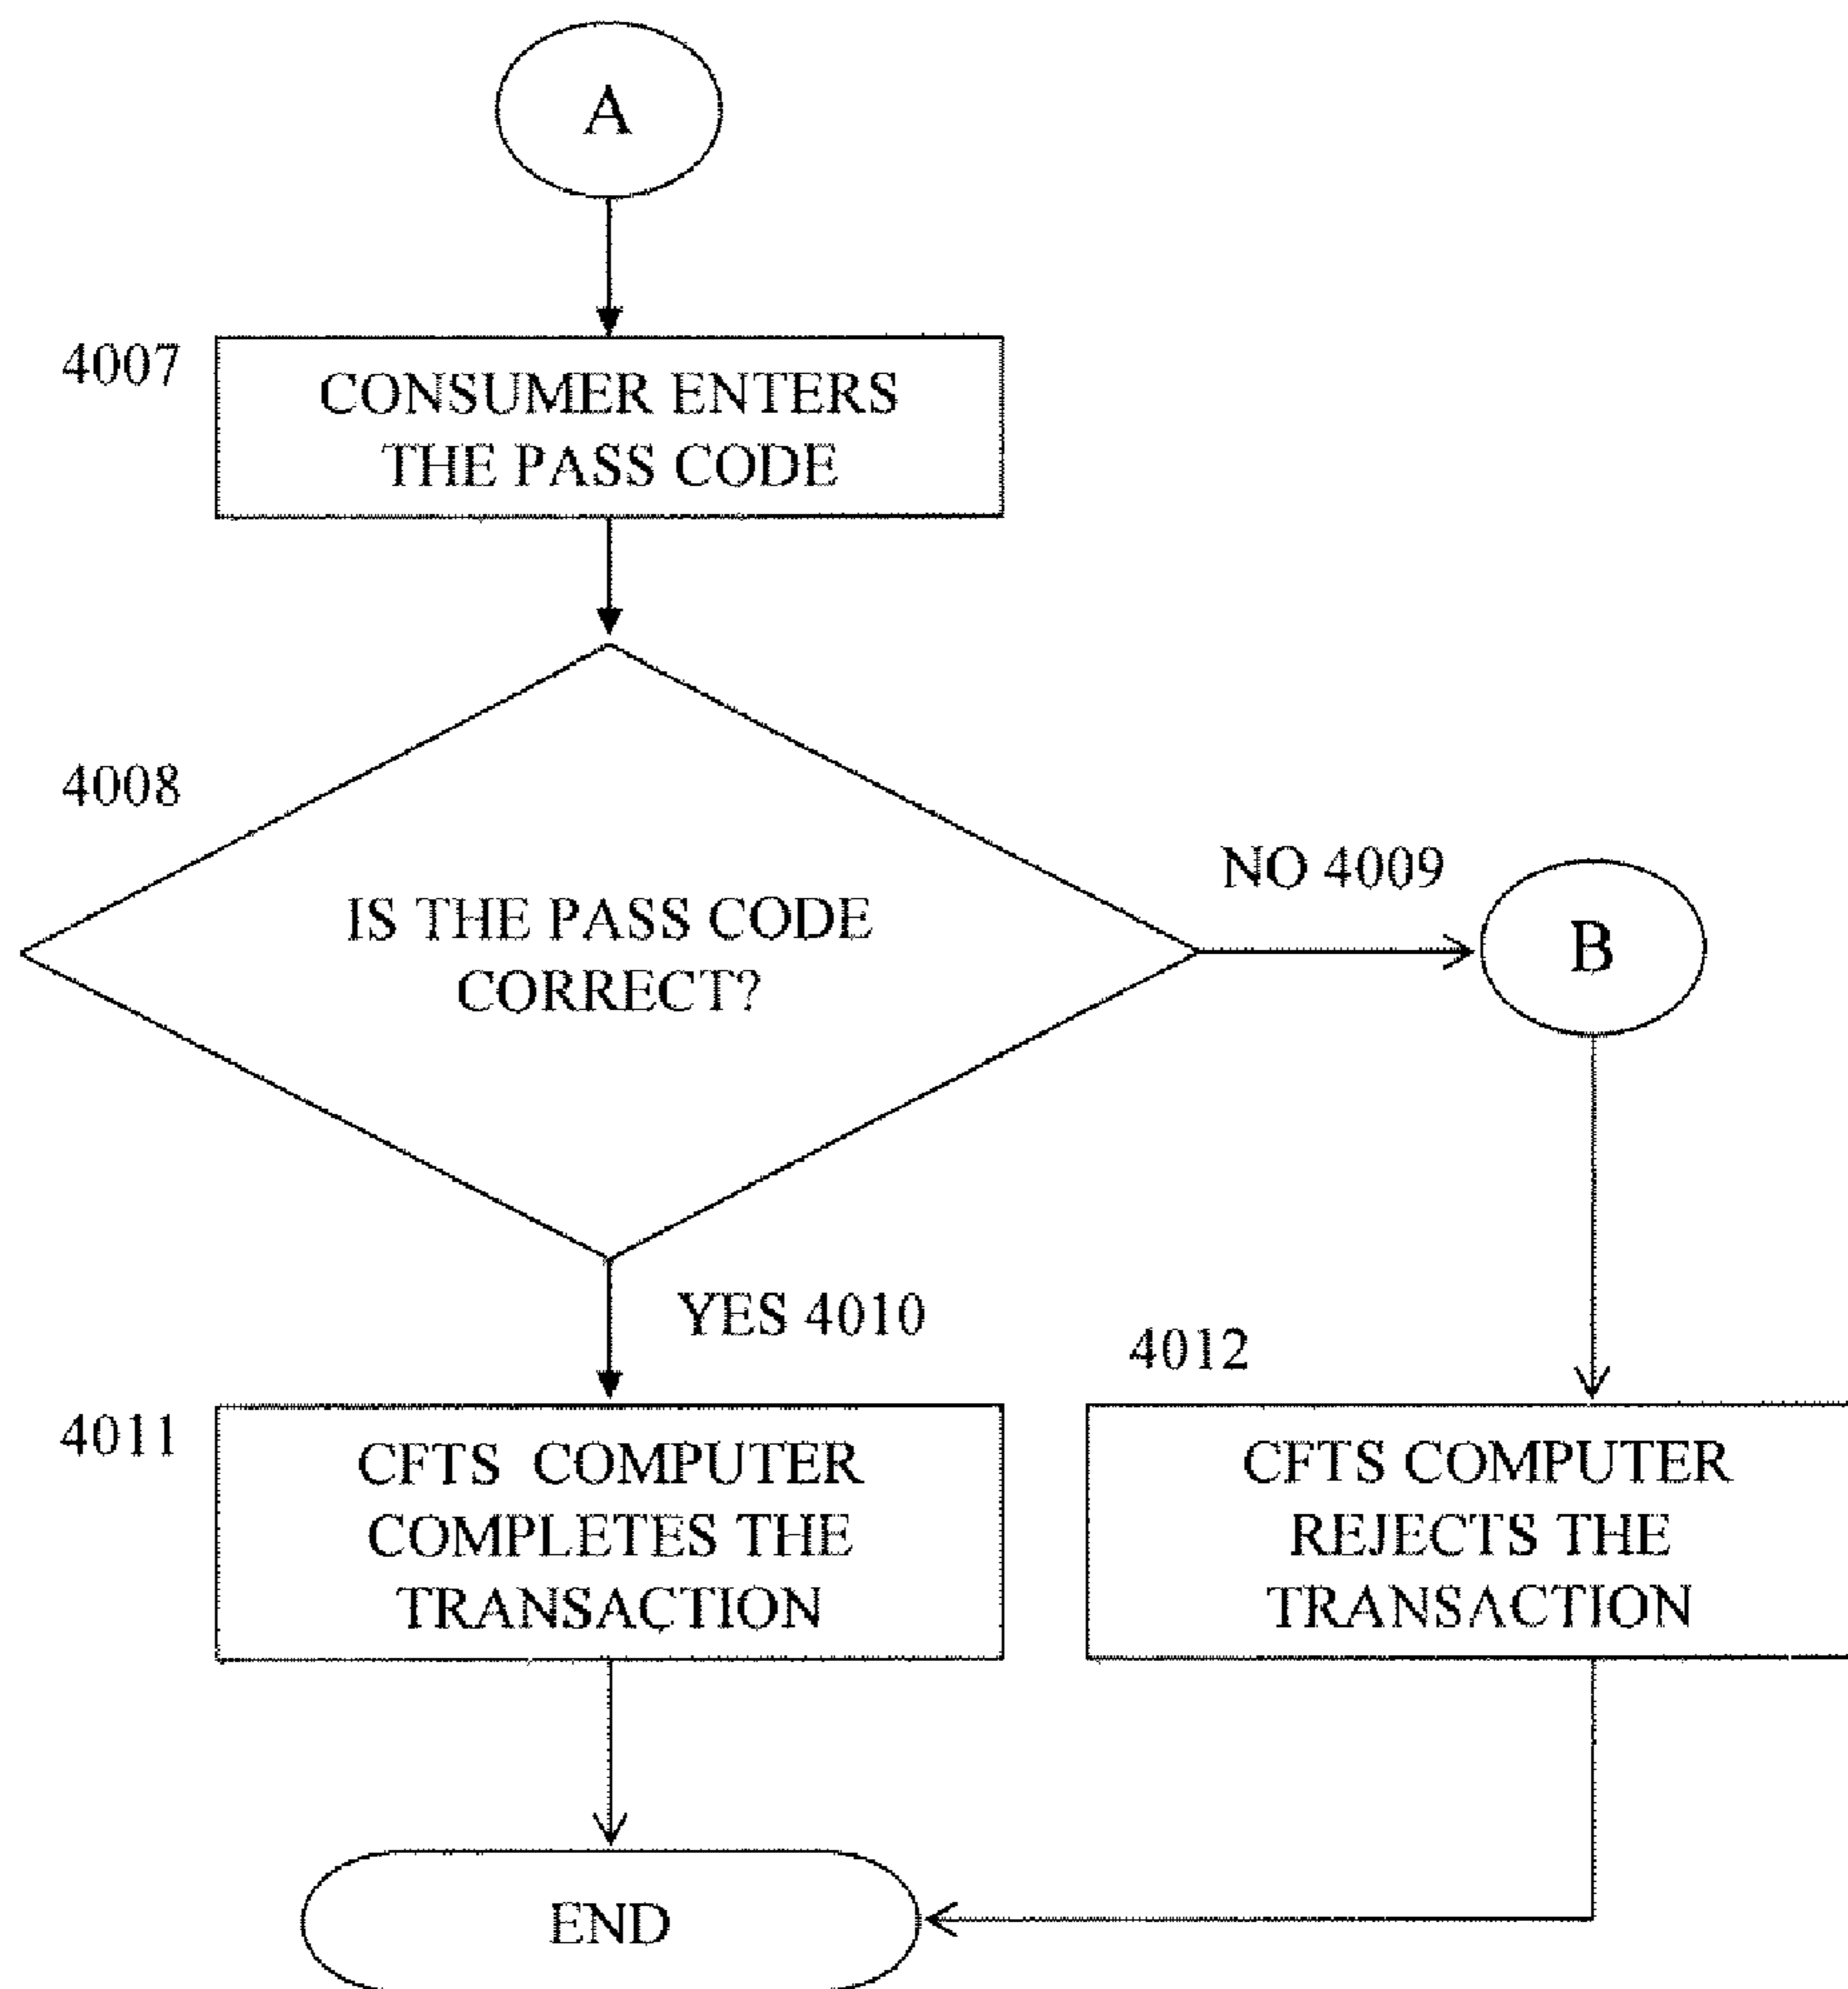 A
4007
CONSUMER ENTERS
THE PASS CODE
4008
IS THE PASS CODE
CORRECT?
NO 4009
B
YES 4010
4011
CFTS COMPUTER
COMPLETES THE
TRANSACTION
4012
CFTS COMPUTER
REJECTS THE
TRANSACTION
END